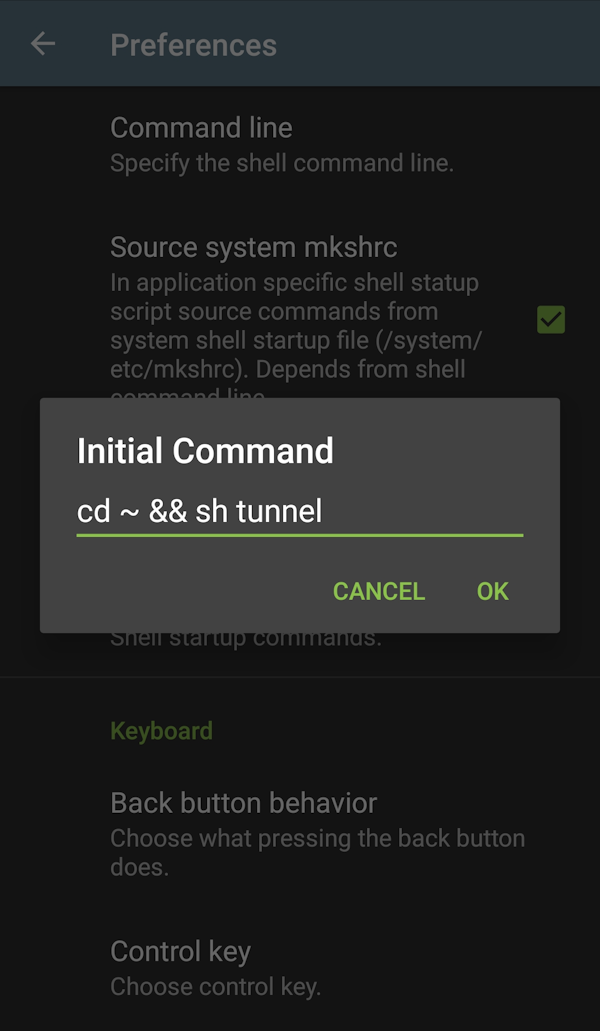 Preferences
Command line
Specify the shell command line.
Source system mkshrc
In application specific shell statup
script source commands from
system shell startup file (/system/
etc/mkshrc). Depends from shell
command line.
Initial Command
cd ~ && sh tunnel
CANCEL
OK
Shell startup commands.
Keyboard
Back button behavior
Choose what pressing the back button
does.
Control key
Choose control key.